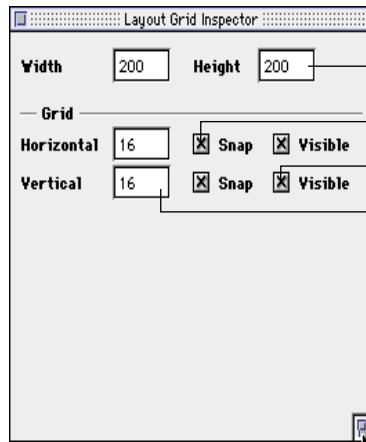 Layout Grid Inspector
Width 200 Height 200
Grid
Horizontal 16 Snap Visible
Vertical 16 Snap Visible